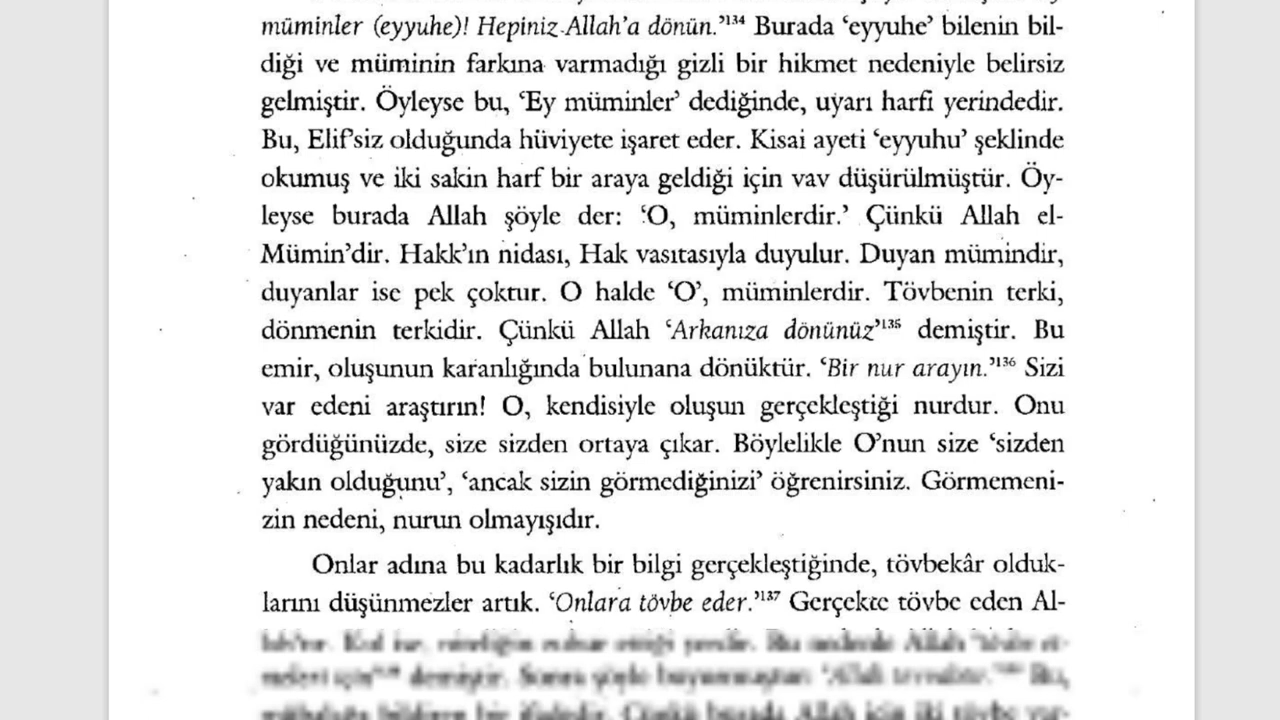 müminler (eyyuhe)! Hepiniz Allah’a dönün.’134 Burada ‘eyyuhe’ bilenin bil-
diği ve müminin farkına varmadığı gizli bir hikmet nedeniyle belirsiz
gelmiştir. Öyleyse bu, ‘Ey müminler’ dediğinde, uyarı harfi yerindedir.
Bu, Elif’siz olduğunda hüviyete işaret eder. Kisai ayeti ‘eyyuhu’ şeklinde
okumuş ve iki sakin harf bir araya geldiği için vav düşürülmüştür. Öy-
leyse burada Allah şöyle der: ‘O, müminlerdir.’ Çünkü Allah el-
Mümin’dir. Hakk’ın nidası, Hak vasıtasıyla duyulur. Duyan mümindir,
duyanlar ise pek çoktur. O halde ‘O’, müminlerdir. Tövbenin terki,
dönmenin terkidir. Çünkü Allah ‘Arkanıza dönünüz’135 demiştir. Bu
emir, oluşunun karanlığında bulunana dönüktür. ‘Bir nur arayın.’136 Sizi
var edeni araştırın! O, kendisiyle oluşun gerçekleştiği nurdur. Onu
gördüğünüzde, size sizden ortaya çıkar. Böylelikle O’nun size ‘sizden
yakın olduğunu’, ‘ancak sizin görmediğinizi’ öğrenirsiniz. Görmemeni-
zin nedeni, nurun olmayışıdır.
Onlar adına bu kadarlık bir bilgi gerçekleştiğinde, tövbekâr olduk-
larını düşünmezler artık. ‘Onlara tövbe eder.’137 Gerçekte tövbe eden Al-